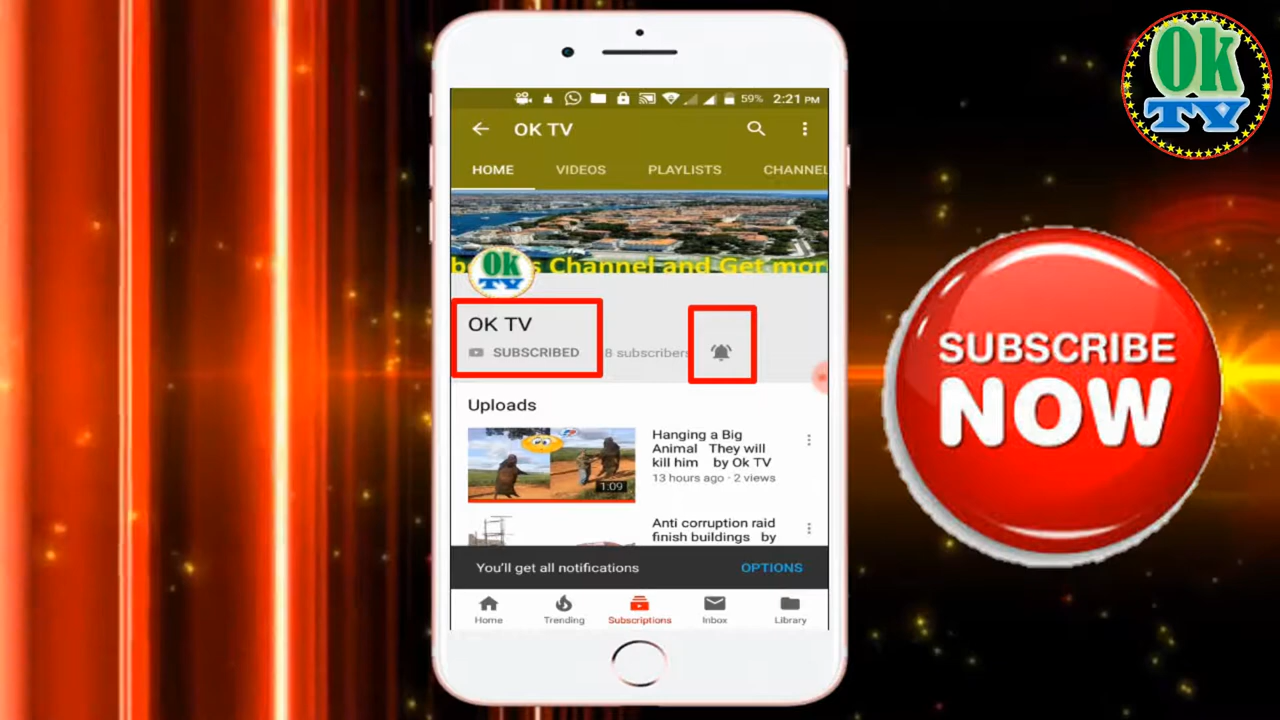 Ok
TV
59% 2:21 PM
OK TV
HOME VIDEOS PLAYLISTS CHANNEL
s Channel and Get mor
Ok
TV
OK TV
SUBSCRIBED 8 subscribers
Uploads
Hanging a Big
Animal They will
kill him by Ok TV
13 hours ago · 2 views
1:09
Anti corruption raid
finish buildings by
You'll get all notifications OPTIONS
Home Trending Subscriptions Inbox Library
SUBSCRIBE
NOW